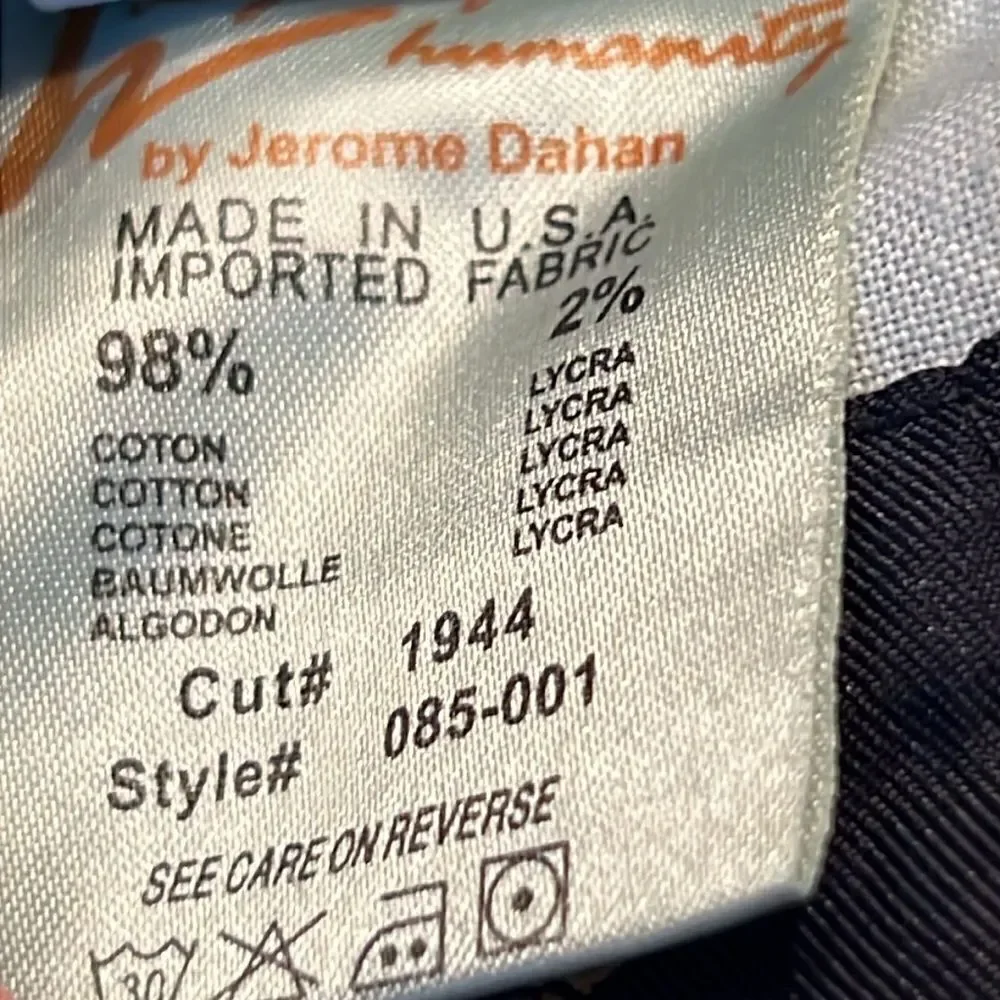 humanity
by Jerome Dahan
MADE IN U.S.A.
IMPORTED FABRIC
98% 2%
LYCRA
LYCRA
COTON LYCRA
COTTON LYCRA
COTONE LYCRA
BAUMWOLLE
ALGODON
Cut# 1944
Style# 085-001
SEE CARE ON REVERSE
30